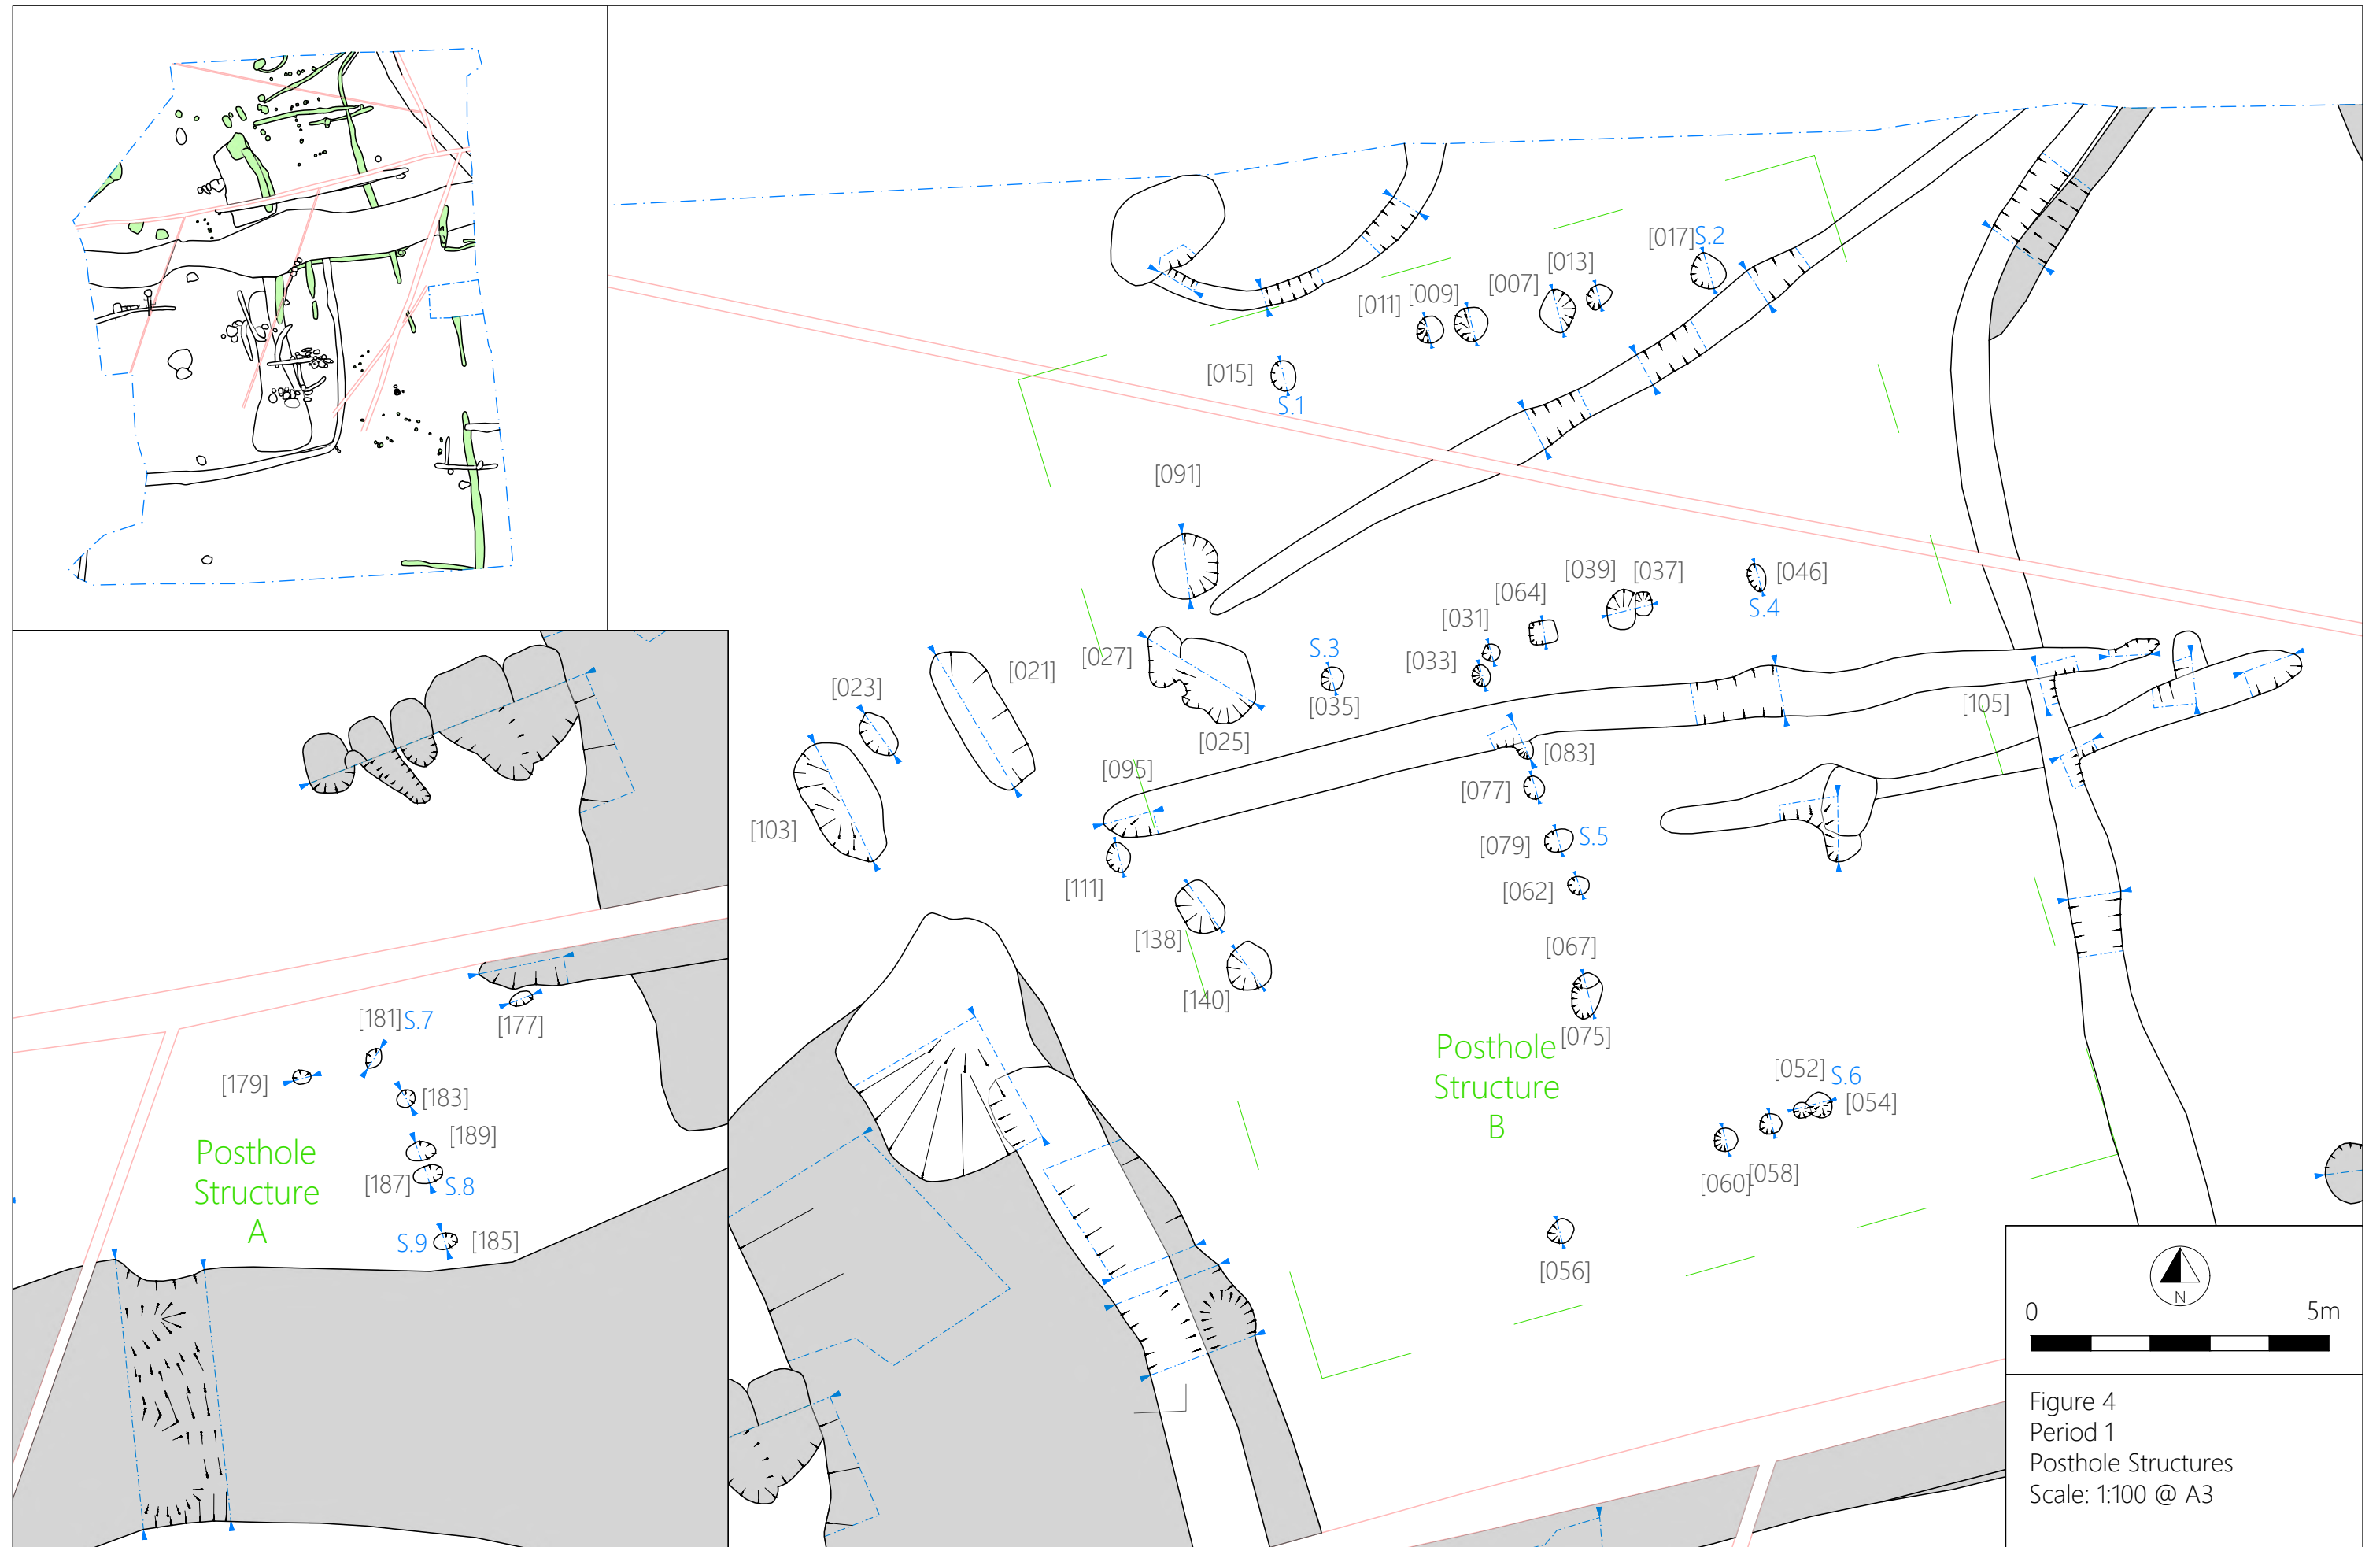 [017]
S.2
[013]
[007]
[009]
[011]
[015]
S.1
[091]
[039]
[037]
[046]
S.4
[064]
[031]
[033]
S.3
[035]
[027]
[021]
[023]
[025]
[105]
[083]
[095]
[077]
[103]
[079]
S.5
[111]
[062]
[138]
[067]
[140]
[075]
Posthole
Structure
B
[052]
S.6
[054]
[060]
[058]
[056]
[181]
S.7
[177]
[179]
[183]
[189]
[187]
S.8
Posthole
Structure
A
S.9
[185]
N
0
5m
Figure 4
Period 1
Posthole Structures
Scale: 1:100 @ A3